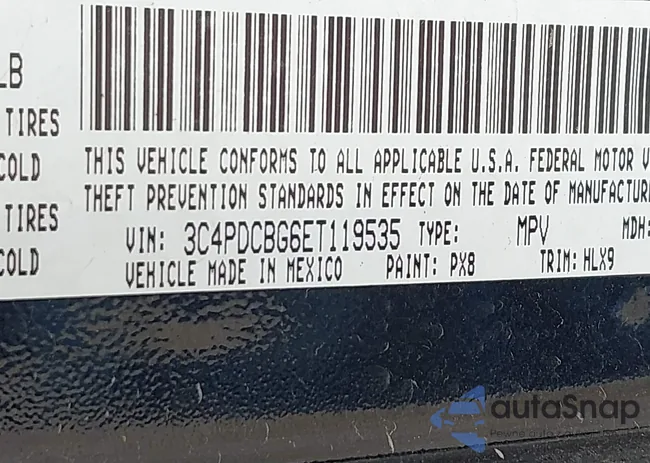 LB
TIRES
COLD
THIS VEHICLE CONFORMS TO ALL APPLICABLE U.S.A. FEDERAL MOTOR V
THEFT PREVENTION STANDARDS IN EFFECT ON THE DATE OF MANUFACTURE
TIRES
VIN: 3C4PDCBG6ET119535 TYPE: MPV MDH:
COLD
VEHICLE MADE IN MEXICO PAINT: PX8 TRIM: HLX9
autoSnap